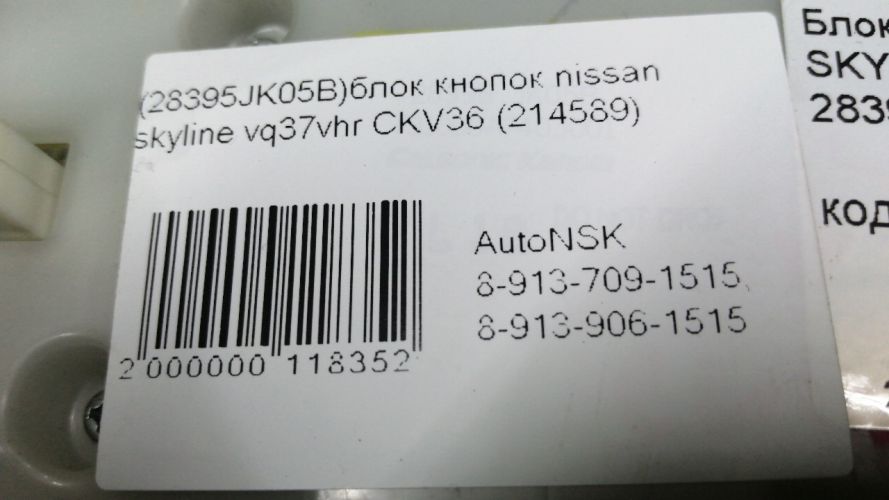 (28395JK05B)блок кнопок nissan
skyline vq37vhr CKV36 (214589)
AutoNSK
8-913-709-1515,
8-913-906-1515
2 000000 118352
Блок
SKY
2839
код